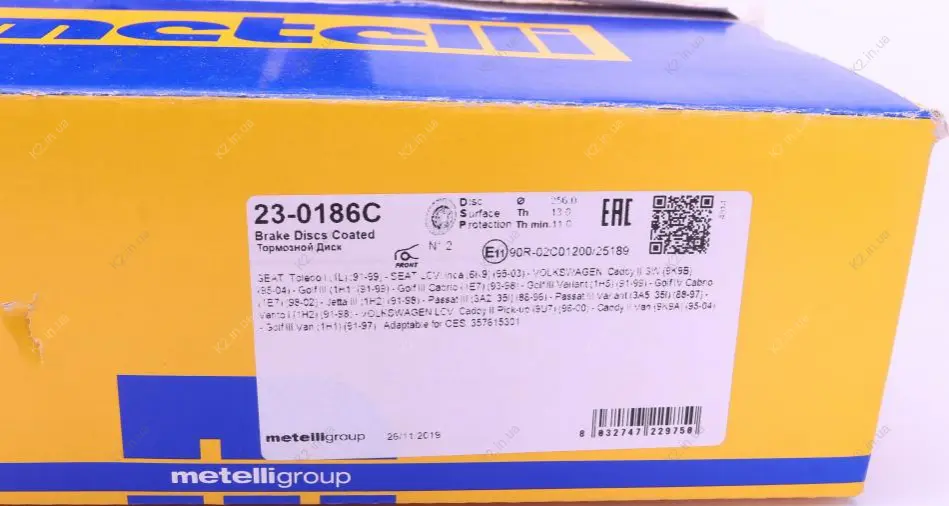 metelli
23-0186C
Brake Discs Coated
Тормозной Диск
Disc Ø 256.0
Surface Th 13.0
Protection Th min. 11.0
N° 2
FRONT
E11 90R-02C01200/25189
EAC
SEAT Toledo I (1L) (91-99) - SEAT LCV Inca (6K9) (95-03) - VOLKSWAGEN Caddy II SW (9K9B)
(95-04) - Golf III (1H1) (91-99) - Golf III Cabrio (1E7) (93-98) - Golf III Variant (1H5) (91-99) - Golf IV Cabrio
(1E7) (98-02) - Jetta III (1H2) (91-98) - Passat III (3A2, 35I) (88-96) - Passat III Variant (3A5, 35I) (88-97) -
Vento I (1H2) (91-98) - VOLKSWAGEN LCV Caddy II Pick-up (9U7) (96-00) - Caddy II Van (9K9A) (95-04)
- Golf III Van (1H1) (91-97) Adaptable for OES: 357615301
metelligroup
26/11/2019
8 032747 229750
metelligroup
K2.in.ua